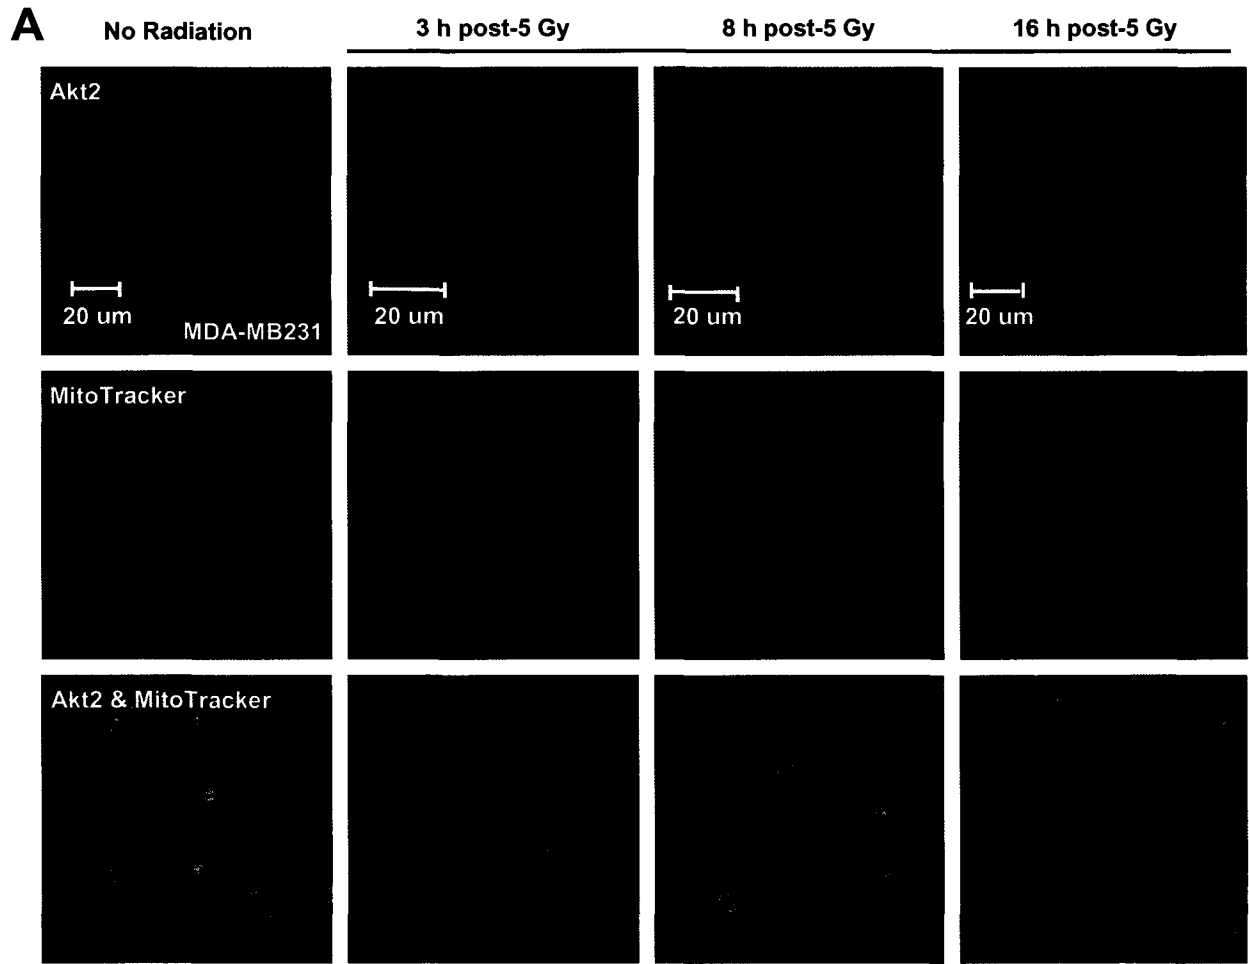 A
No Radiation 3 h post-5 Gy 8 h post-5 Gy 16 h post-5 Gy
Akt2
20 um 20 um 20 um 20 um
MDA-MB231
MitoTracker
Akt2 & MitoTracker